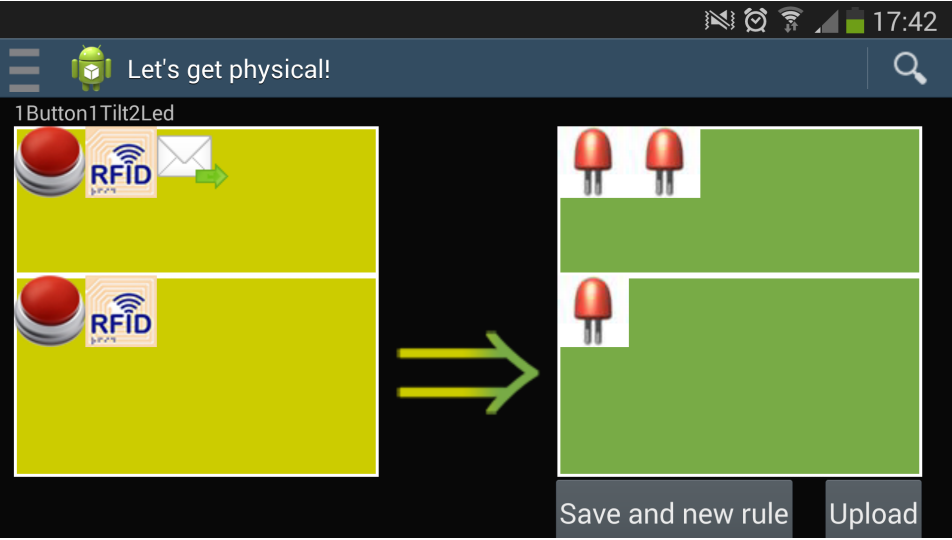 17:42
Let's get physical!
1Button1Tilt2Led
RFID
RFID
Save and new rule
Upload